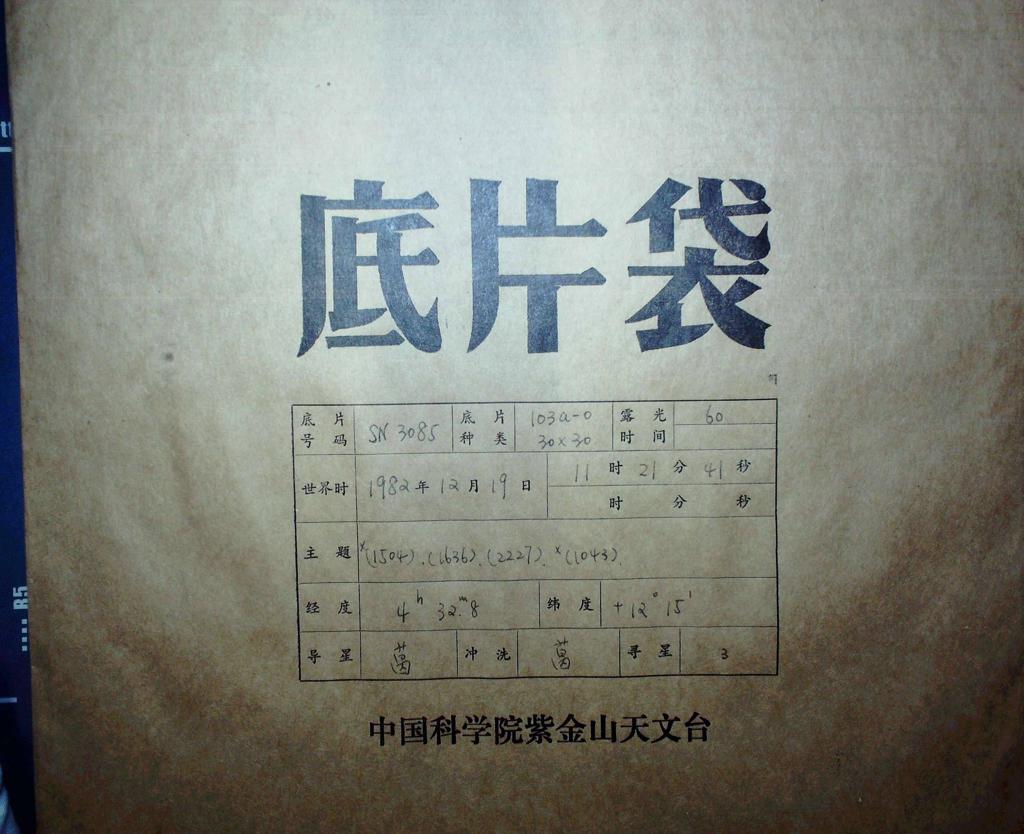 底片袋
底片号码 SN 3085 底片种类 103a-0 30×30 露光时间 60
世界时 1982年12月19日 11时21分41秒
时 分 秒
主题 ×(1504).(1636).(2227).×(1043).
经度 4h 32m.8 纬度 +12°15′
导星 冲洗 寻星 3
中国科学院紫金山天文台